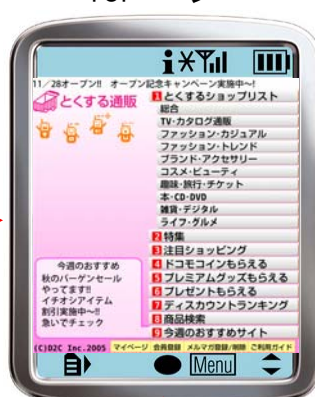 11／28オープン!! オープン記念キャンペーン実施中〜!
とくする通販
1とくするショップリスト
総合
TV・カタログ通販
ファッション・カジュアル
ファッション・トレンド
ブランド・アクセサリー
コスメ・ビューティ
趣味・旅行・チケット
本・CD・DVD
雑貨・デジタル
ライフ・グルメ
2特集
3注目ショッピング
4ドコモコインもらえる
5プレミアムグッズもらえる
6プレゼントもらえる
7ディスカウントランキング
8商品検索
9今週のおすすめサイト
今週のおすすめ
秋のバーゲンセール
やってます!!
イチオシアイテム
割引実施中〜!
急いでチェック
(C)D2C Inc.2005 マイページ 会員登録 メルマガ登録/削除 ご利用ガイド
Menu